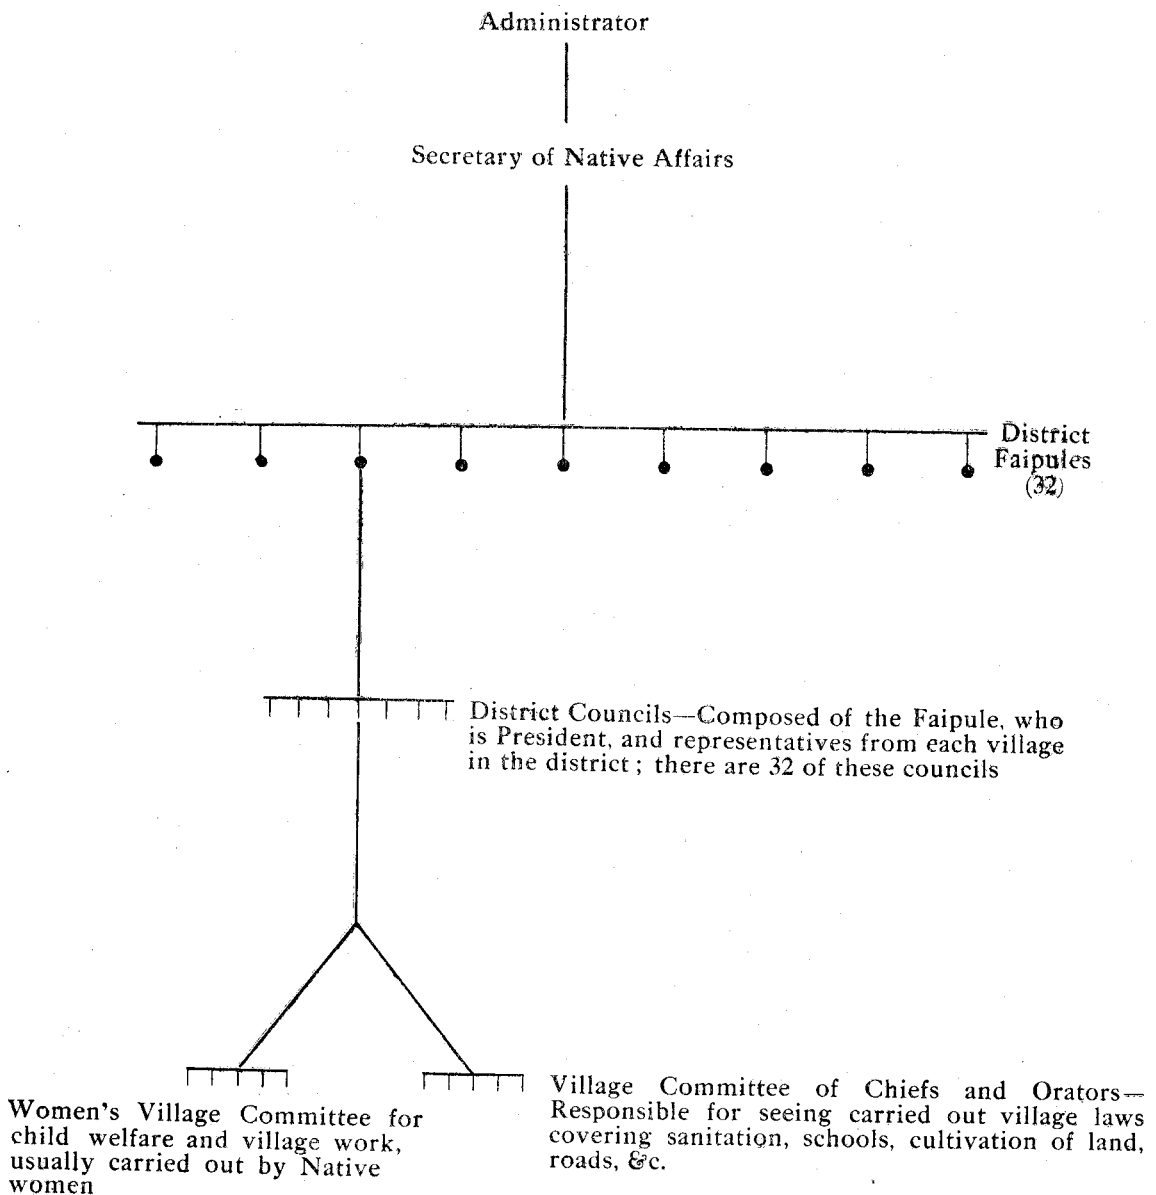 Administrator
Secretary of Native Affairs
District
Faipules
(32)
District Councils—Composed of the Faipule, who
is President, and representatives from each village
in the district; there are 32 of these councils
Women's Village Committee for
child welfare and village work,
usually carried out by Native
women
Village Committee of Chiefs and Orators—
Responsible for seeing carried out village laws
covering sanitation, schools, cultivation of land,
roads, &c.